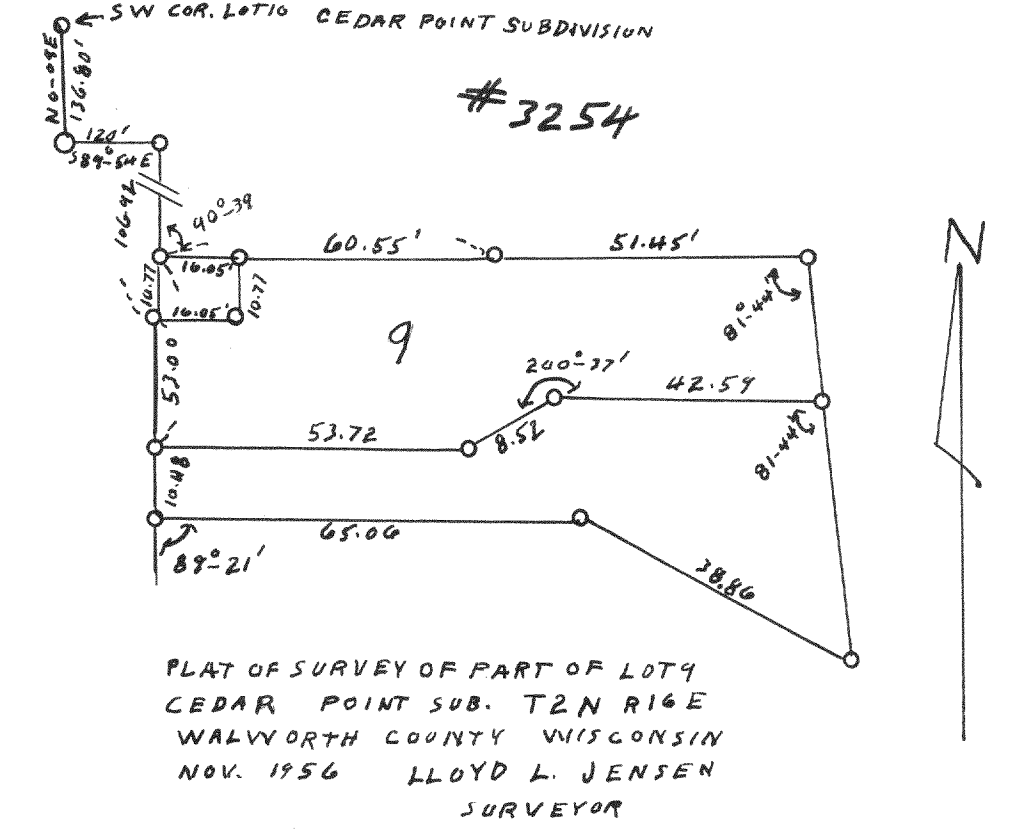 SW COR. LOT10 CEDAR POINT SUBDIVISION
N0-09E
136.80'
#3254
120'
S89°-54E
106.92
90°-39
60.55'
51.45'
16.05'
10.77
10.77
16.05'
81°-44'
9
53.00
200°-37'
42.59
53.72
8.52
81-44'
10.48
65.06
89°-21'
38.86
N
PLAT OF SURVEY OF PART OF LOT 9
CEDAR POINT SUB. T2N R16E
WALWORTH COUNTY WISCONSIN
NOV. 1956 LLOYD L. JENSEN
SURVEYOR